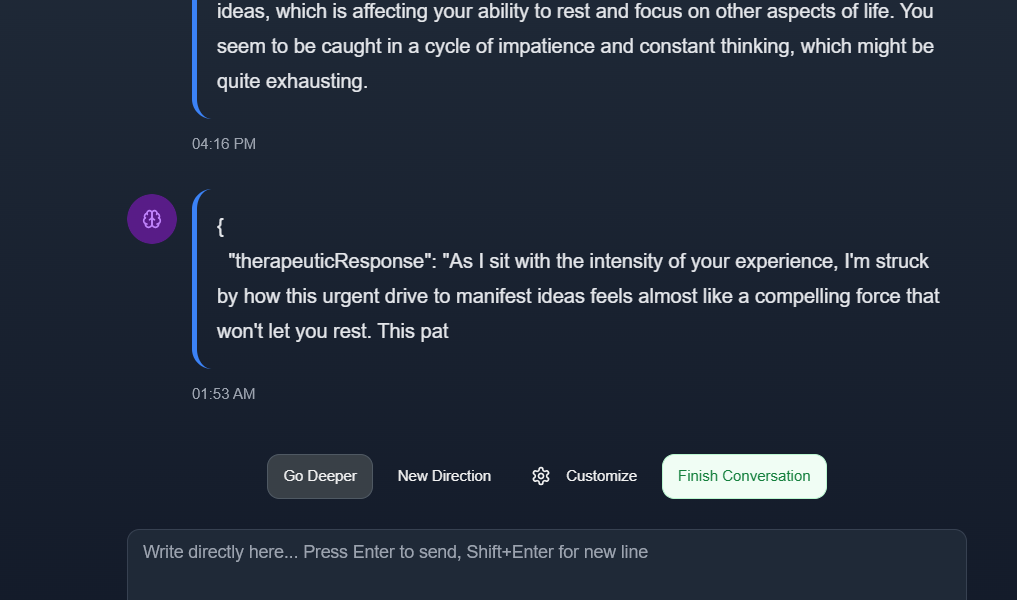 ideas, which is affecting your ability to rest and focus on other aspects of life. You
seem to be caught in a cycle of impatience and constant thinking, which might be
quite exhausting.
04:16 PM
{
"therapeuticResponse": "As I sit with the intensity of your experience, I'm struck
by how this urgent drive to manifest ideas feels almost like a compelling force that
won't let you rest. This pat
01:53 AM
Go Deeper
New Direction
Customize
Finish Conversation
Write directly here... Press Enter to send, Shift+Enter for new line